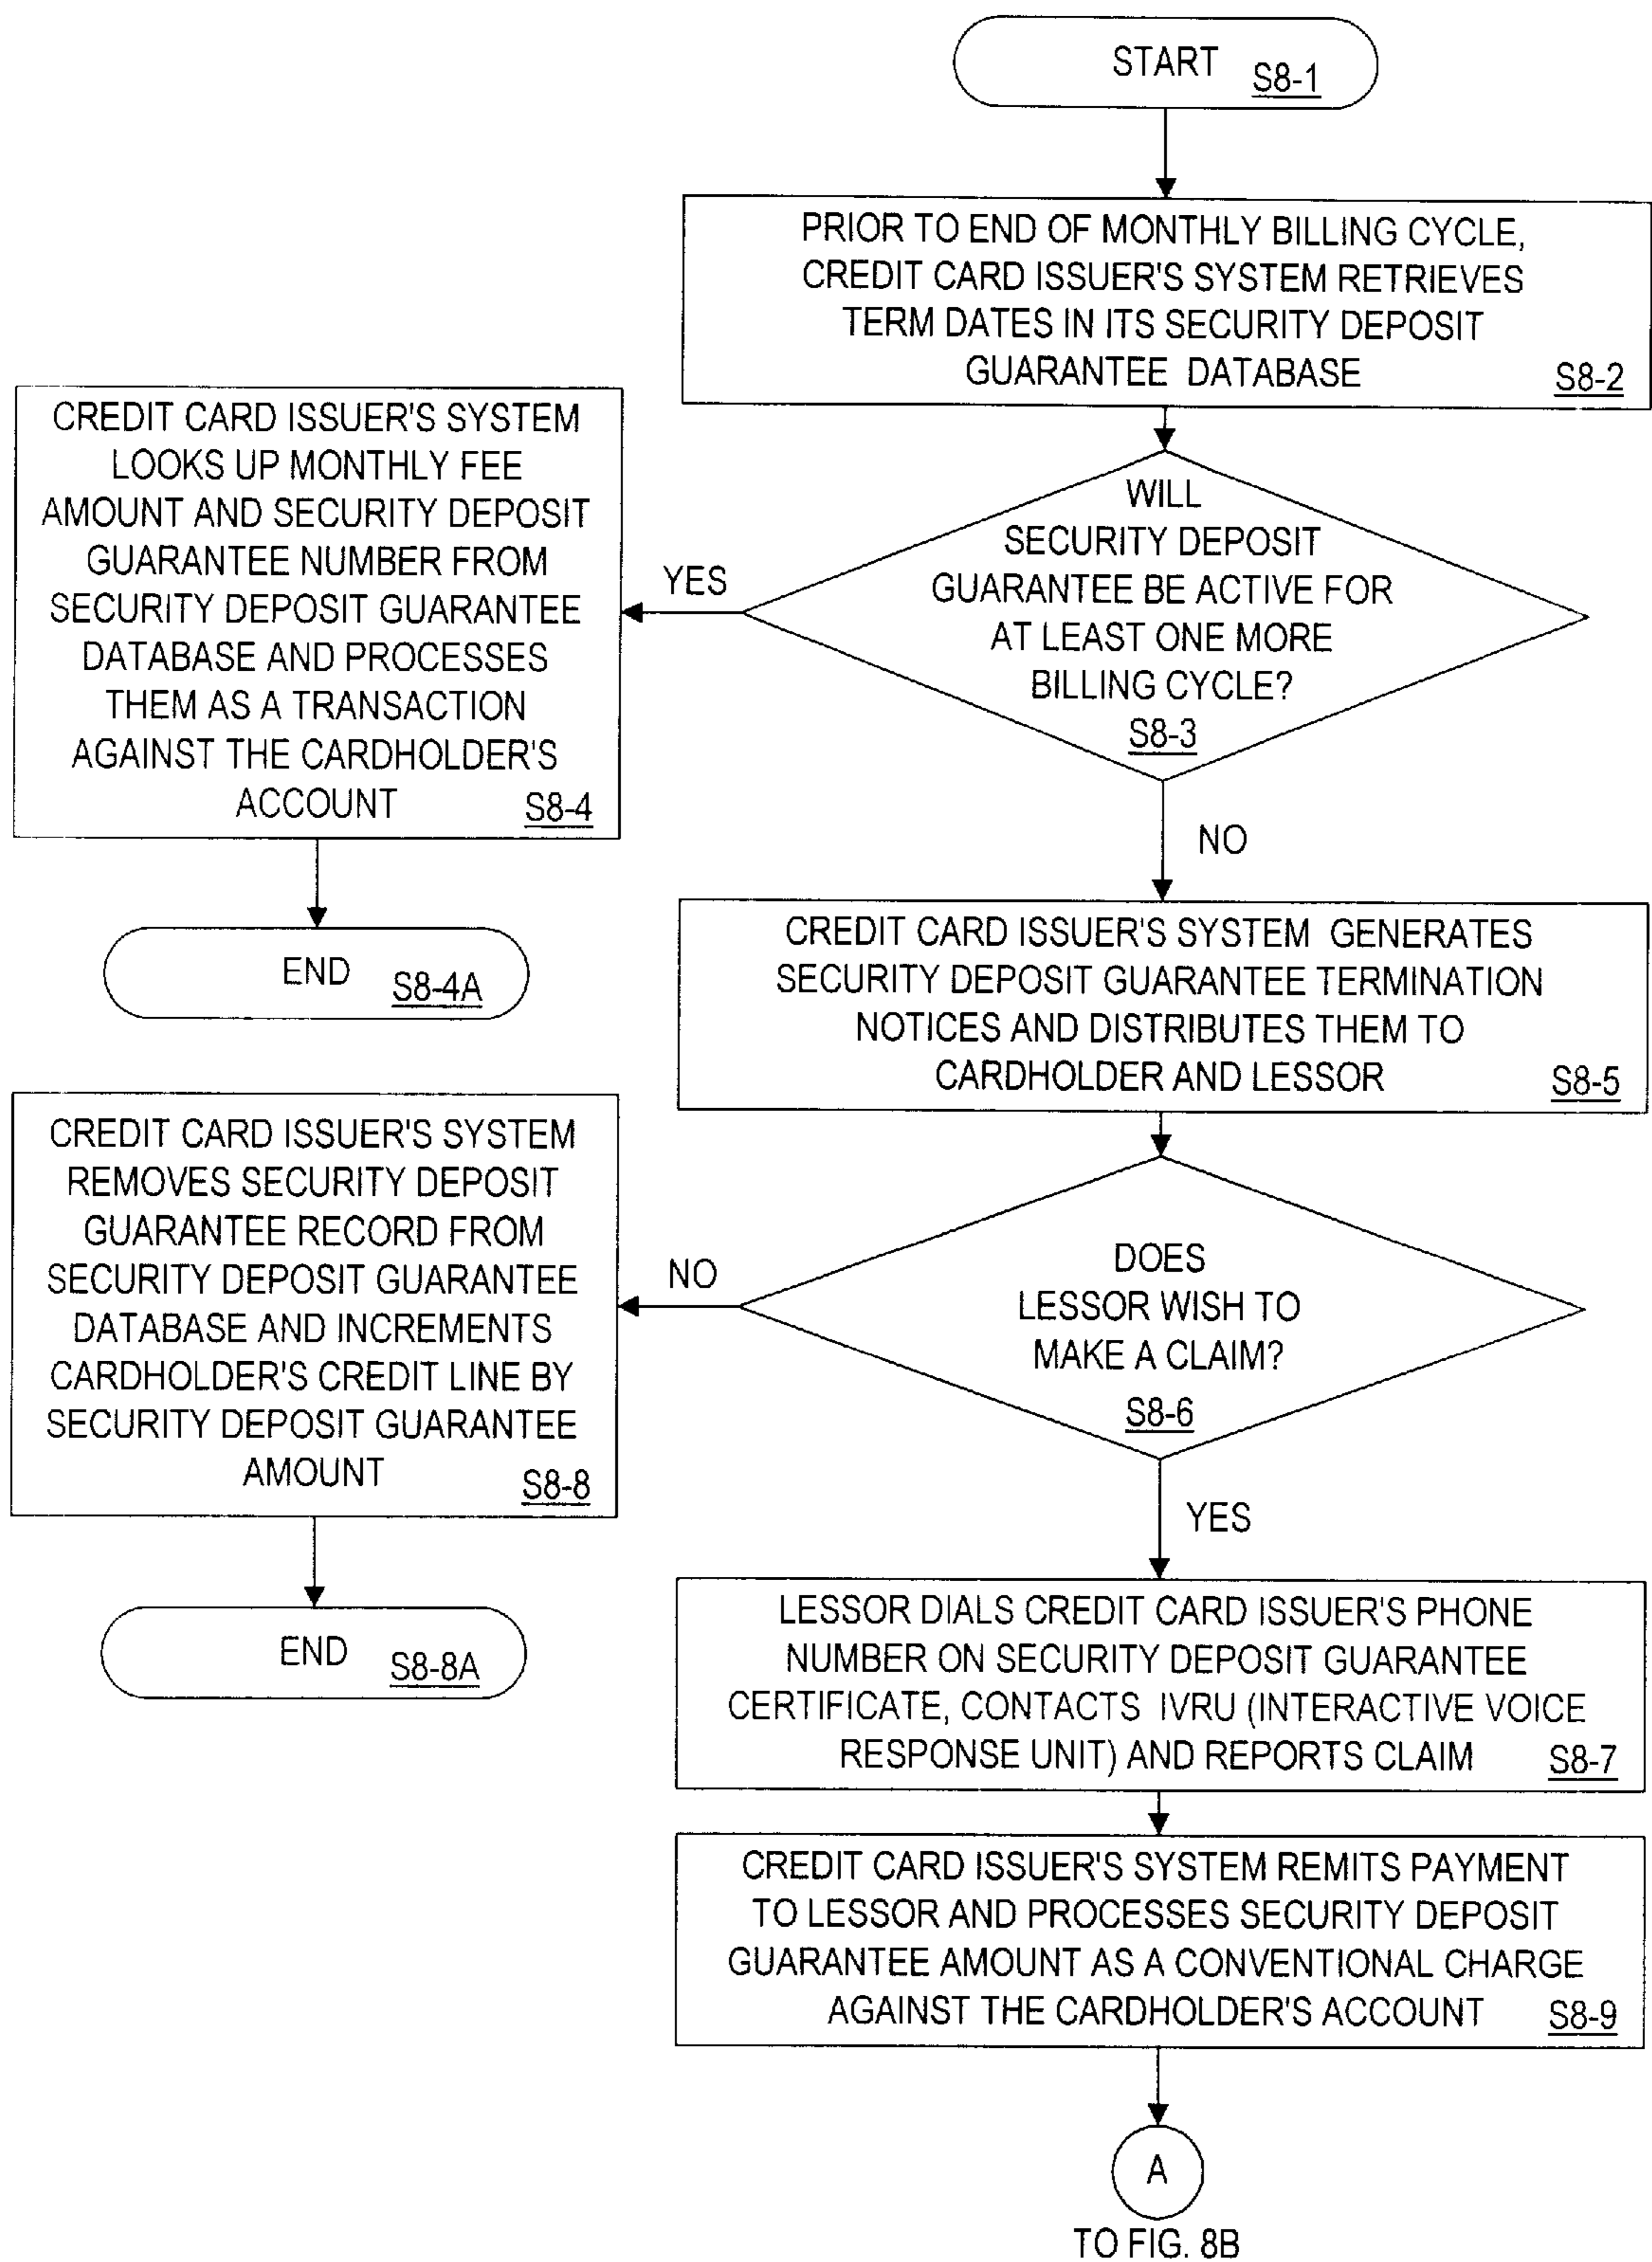 START S8-1
PRIOR TO END OF MONTHLY BILLING CYCLE,
CREDIT CARD ISSUER'S SYSTEM RETRIEVES
TERM DATES IN ITS SECURITY DEPOSIT
GUARANTEE DATABASE S8-2
WILL
SECURITY DEPOSIT
GUARANTEE BE ACTIVE FOR
AT LEAST ONE MORE
BILLING CYCLE?
S8-3
YES
CREDIT CARD ISSUER'S SYSTEM
LOOKS UP MONTHLY FEE
AMOUNT AND SECURITY DEPOSIT
GUARANTEE NUMBER FROM
SECURITY DEPOSIT GUARANTEE
DATABASE AND PROCESSES
THEM AS A TRANSACTION
AGAINST THE CARDHOLDER'S
ACCOUNT S8-4
END S8-4A
NO
CREDIT CARD ISSUER'S SYSTEM GENERATES
SECURITY DEPOSIT GUARANTEE TERMINATION
NOTICES AND DISTRIBUTES THEM TO
CARDHOLDER AND LESSOR S8-5
DOES
LESSOR WISH TO
MAKE A CLAIM?
S8-6
NO
CREDIT CARD ISSUER'S SYSTEM
REMOVES SECURITY DEPOSIT
GUARANTEE RECORD FROM
SECURITY DEPOSIT GUARANTEE
DATABASE AND INCREMENTS
CARDHOLDER'S CREDIT LINE BY
SECURITY DEPOSIT GUARANTEE
AMOUNT S8-8
END S8-8A
YES
LESSOR DIALS CREDIT CARD ISSUER'S PHONE
NUMBER ON SECURITY DEPOSIT GUARANTEE
CERTIFICATE, CONTACTS IVRU (INTERACTIVE VOICE
RESPONSE UNIT) AND REPORTS CLAIM S8-7
CREDIT CARD ISSUER'S SYSTEM REMITS PAYMENT
TO LESSOR AND PROCESSES SECURITY DEPOSIT
GUARANTEE AMOUNT AS A CONVENTIONAL CHARGE
AGAINST THE CARDHOLDER'S ACCOUNT S8-9
A
TO FIG. 8B